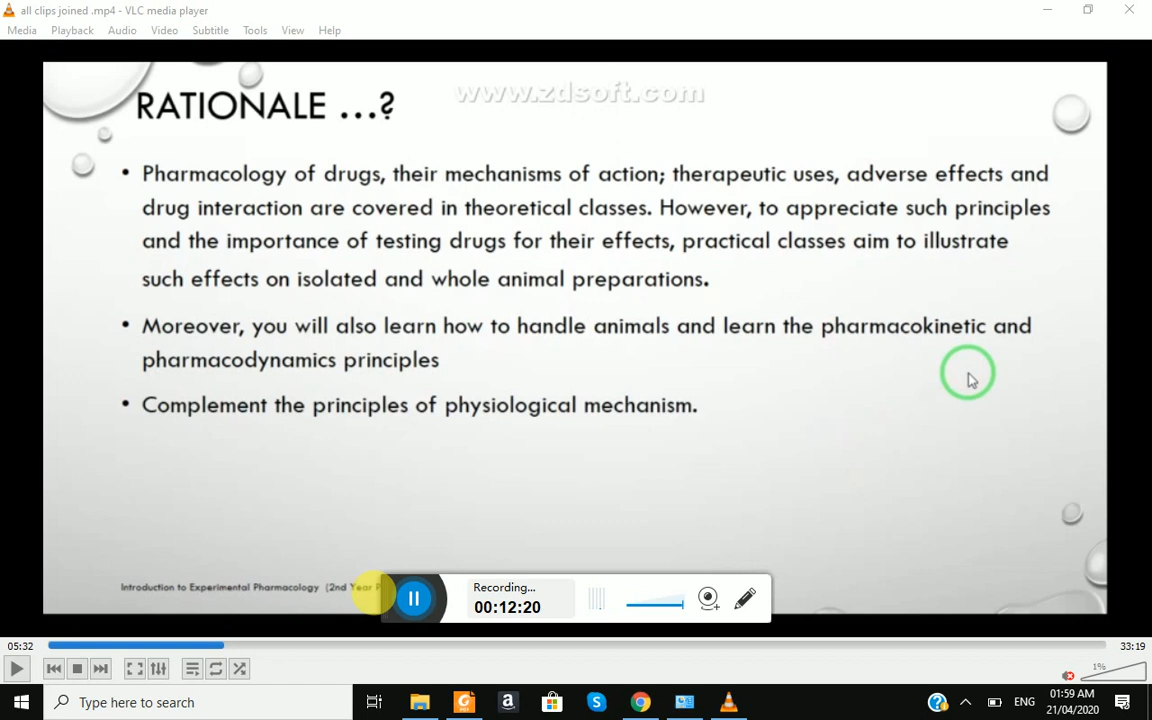 all clips joined .mp4 - VLC media player
Media Playback Audio Video Subtitle Tools View Help
www.zdsoft.com
RATIONALE ...?
• Pharmacology of drugs, their mechanisms of action; therapeutic uses, adverse effects and
drug interaction are covered in theoretical classes. However, to appreciate such principles
and the importance of testing drugs for their effects, practical classes aim to illustrate
such effects on isolated and whole animal preparations.
• Moreover, you will also learn how to handle animals and learn the pharmacokinetic and
pharmacodynamics principles
• Complement the principles of physiological mechanism.
Introduction to Experimental Pharmacology (2nd Year
Recording...
00:12:20
05:32
33:19
1%
Type here to search
ENG
01:59 AM
21/04/2020